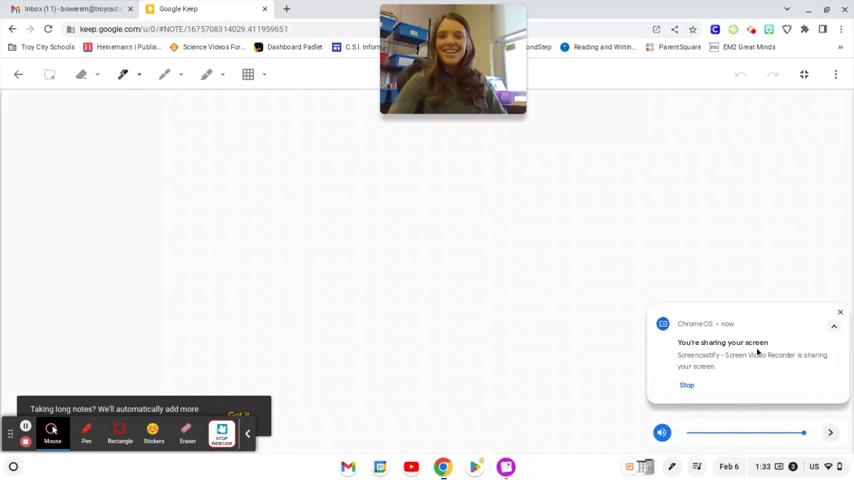 Inbox (11) - bowersm@troycsd.
Google Keep
keep.google.com/u/0/#NOTE/1675708314029.411959651
Troy City Schools
Heinemann | Publis...
Science Videos For...
Dashboard Padlet
C.S.I. Inform
ondStep
Reading and Writin...
ParentSquare
EM2 Great Minds
ChromeOS • now
You're sharing your screen
Screencastify - Screen Video Recorder is sharing
your screen.
Stop
Taking long notes? We'll automatically add more
Got it
Mouse
Pen
Rectangle
Stickers
Eraser
STOP
WEBCAM
Feb 6
1:33
3
US